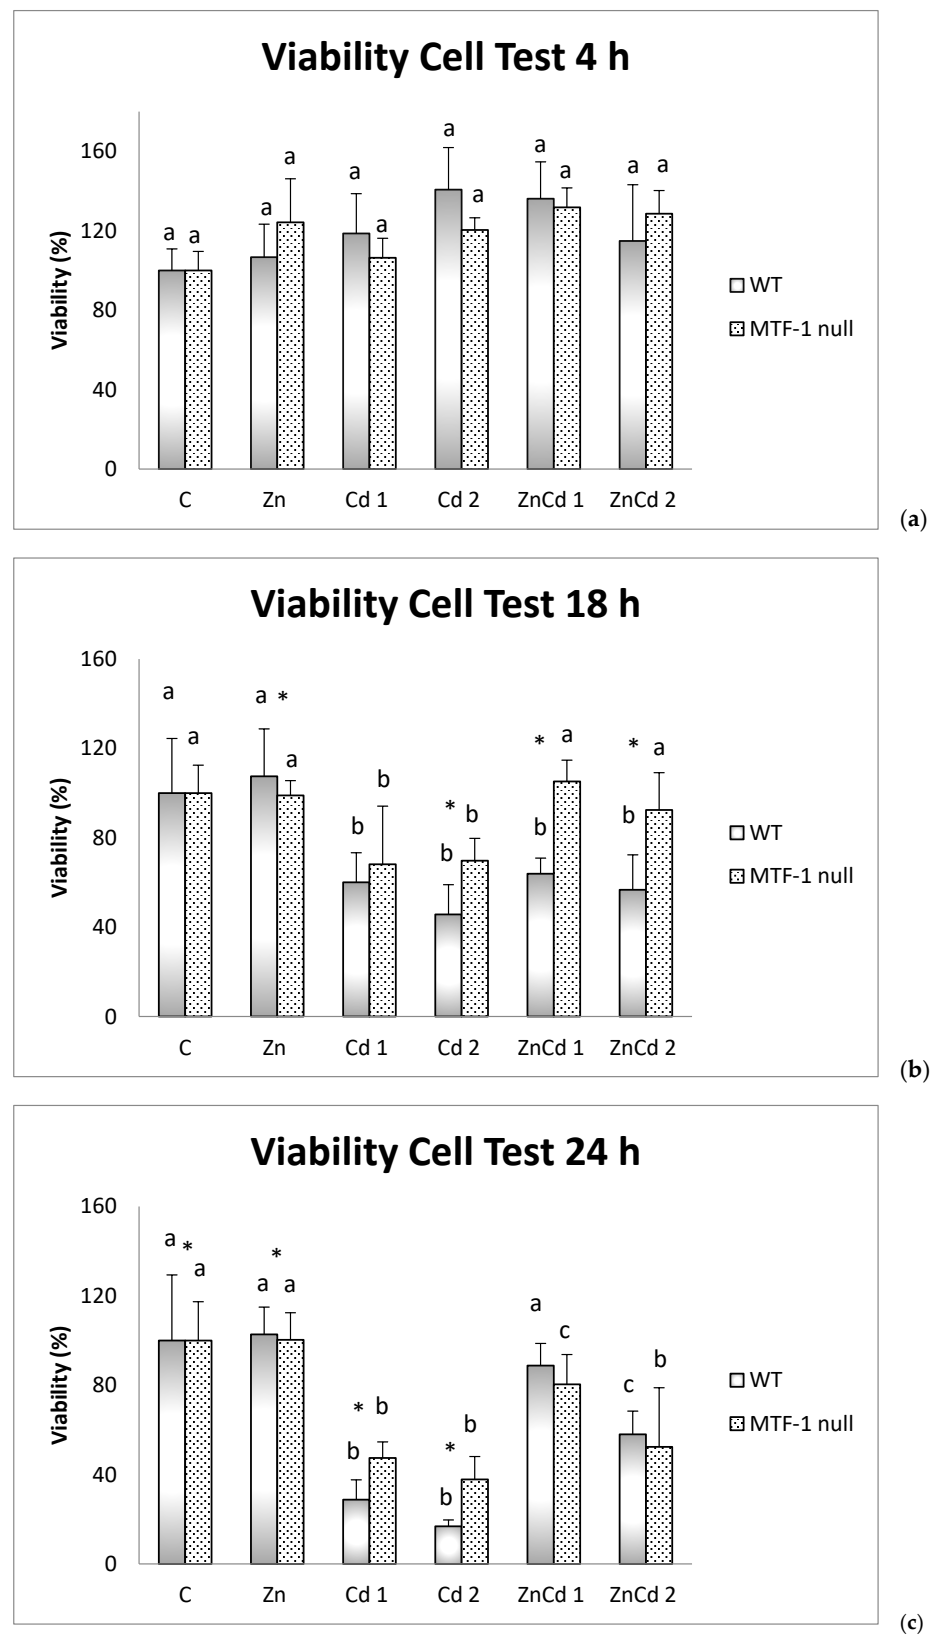 Viability Cell Test 4 h
Viability (%)
160
120
80
40
0
a a a a a a a a a a a a
C Zn Cd 1 Cd 2 ZnCd 1 ZnCd 2
WT
MTF-1 null
(a)
Viability Cell Test 18 h
Viability (%)
160
120
80
40
0
a a a * a b b * b b * b a * b a
C Zn Cd 1 Cd 2 ZnCd 1 ZnCd 2
WT
MTF-1 null
(b)
Viability Cell Test 24 h
Viability (%)
160
120
80
40
0
a * a a * a b * b b * b a c c b
C Zn Cd 1 Cd 2 ZnCd 1 ZnCd 2
WT
MTF-1 null
(c)